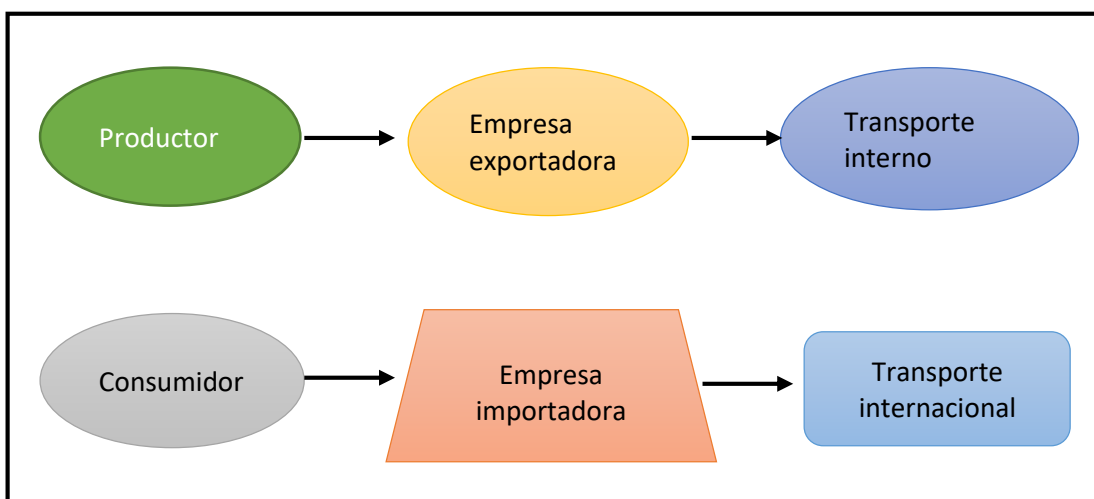 Productor
Empresa
exportadora
Transporte
interno
Consumidor
Empresa
importadora
Transporte
internacional